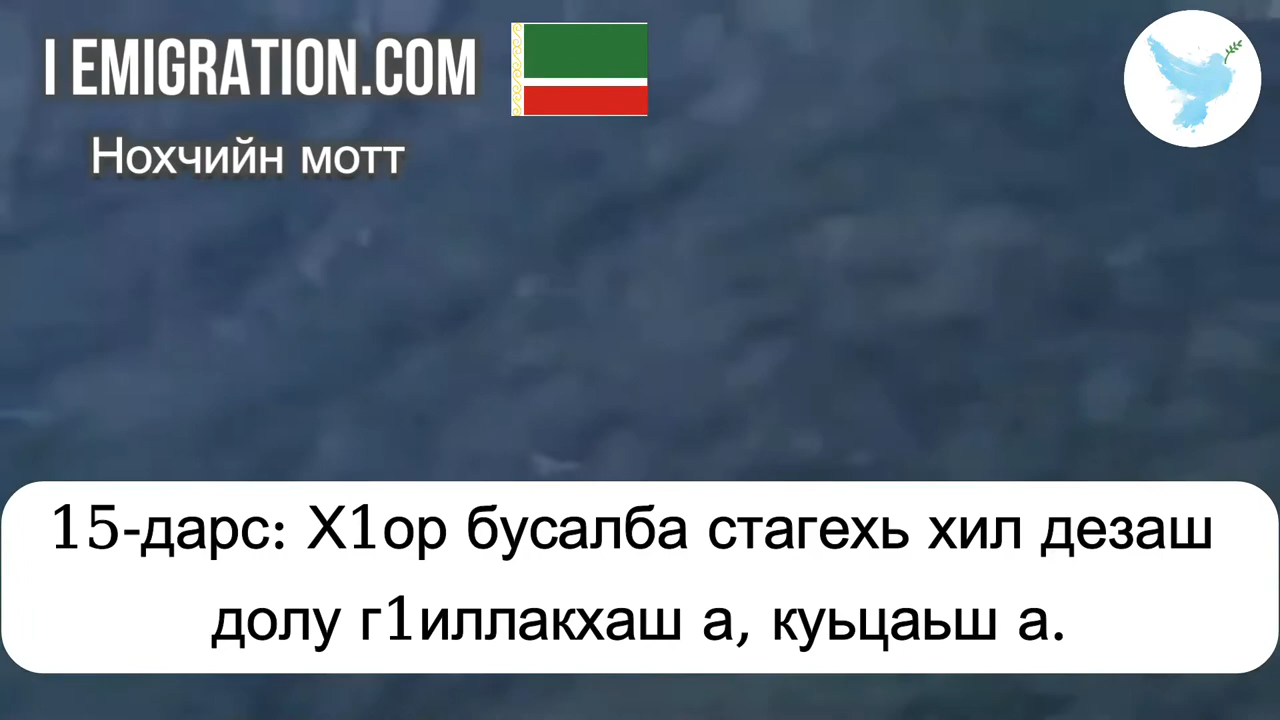 I EMIGRATION.COM
Нохчийн мотт
15-дарс: Х1ор бусалба стагехь хил дезаш
долу г1иллакхаш а, куьцаьш а.